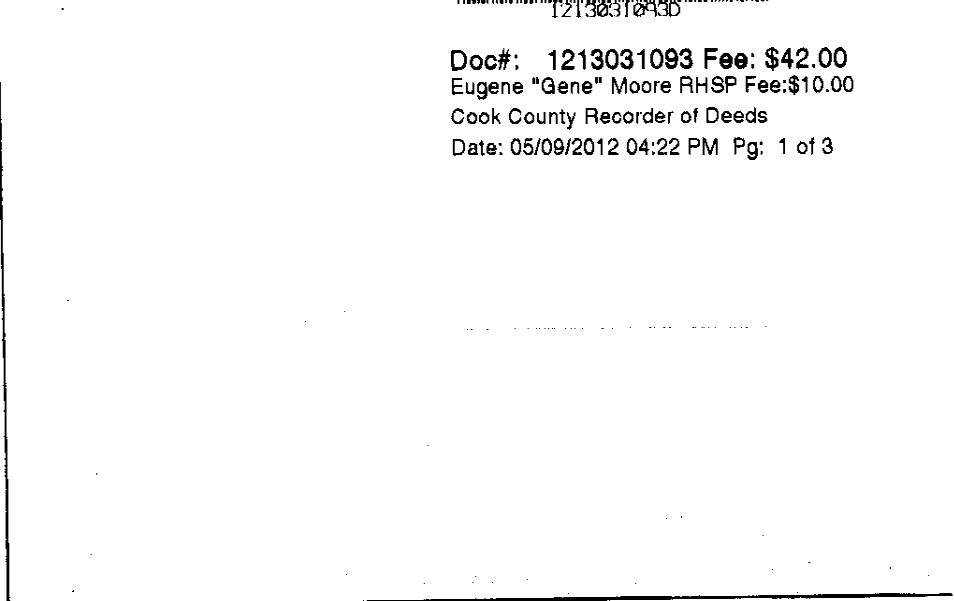 1213031093D
Doc#: 1213031093 Fee: $42.00
Eugene "Gene" Moore RHSP Fee:$10.00
Cook County Recorder of Deeds
Date: 05/09/2012 04:22 PM Pg: 1 of 3